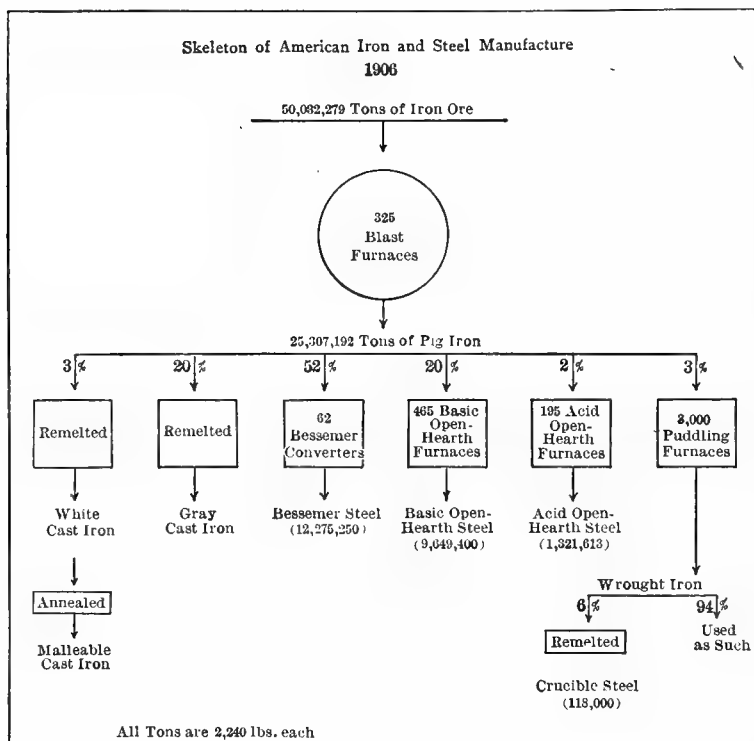 Skeleton of American Iron and Steel Manufacture
1906
50,032,279 Tons of Iron Ore
325
Blast
Furnaces
25,307,192 Tons of Pig Iron
3% 20% 52% 20% 2% 3%
Remelted
Remelted
62
Bessemer
Converters
465 Basic
Open-
Hearth
Furnaces
195 Acid
Open-
Hearth
Furnaces
3,000
Puddling
Furnaces
White
Cast Iron
Gray
Cast Iron
Bessemer Steel
(12,275,250)
Basic Open-
Hearth Steel
(9,649,400)
Acid Open-
Hearth Steel
(1,321,613)
Annealed
Malleable
Cast Iron
Wrought Iron
6% 94%
Remelted
Used
as Such
Crucible Steel
(118,000)
All Tons are 2,240 lbs. each